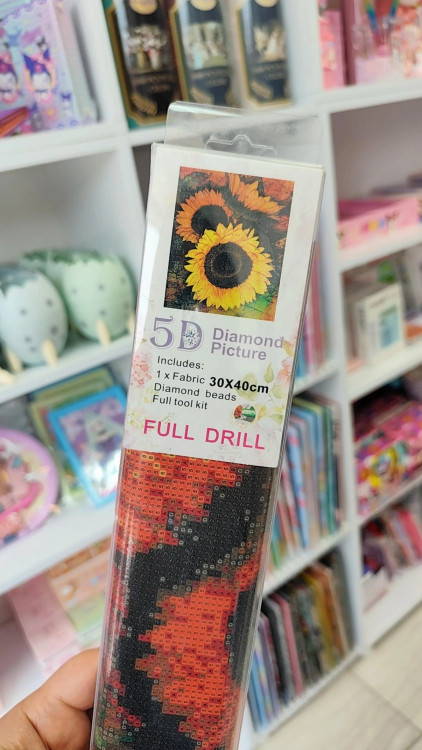 5D Diamond
Picture
Includes:
1 x Fabric 30X40cm
Diamond beads
Full tool kit
FULL DRILL